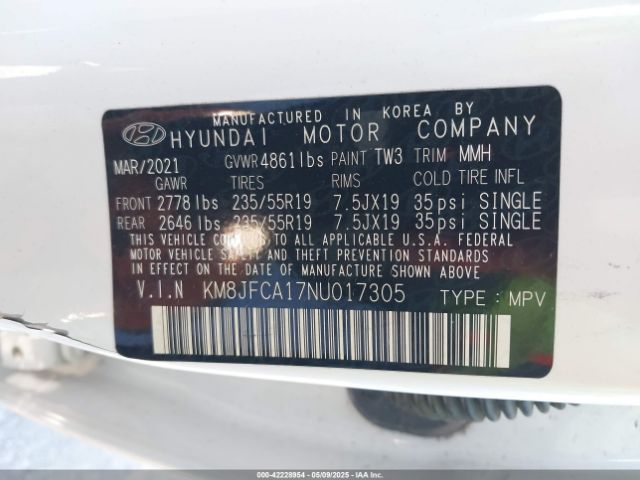 MANUFACTURED IN KOREA BY
HYUNDAI MOTOR COMPANY
MAR/2021 GVWR 4861lbs PAINT TW3 TRIM MMH
GAWR TIRES RIMS COLD TIRE INFL
FRONT 2778 lbs 235/55R19 7.5JX19 35psi SINGLE
REAR 2646 lbs 235/55R19 7.5JX19 35psi SINGLE
THIS VEHICLE CONFORMS TO ALL APPLICABLE U.S.A. FEDERAL
MOTOR VEHICLE SAFETY AND THEFT PREVENTION STANDARDS
IN EFFECT ON THE DATE OF MANUFACTURE SHOWN ABOVE.
V.I.N KM8JFCA17NU017305 TYPE: MPV
000-42228954 05/09/2025 IAA Inc. Copyright